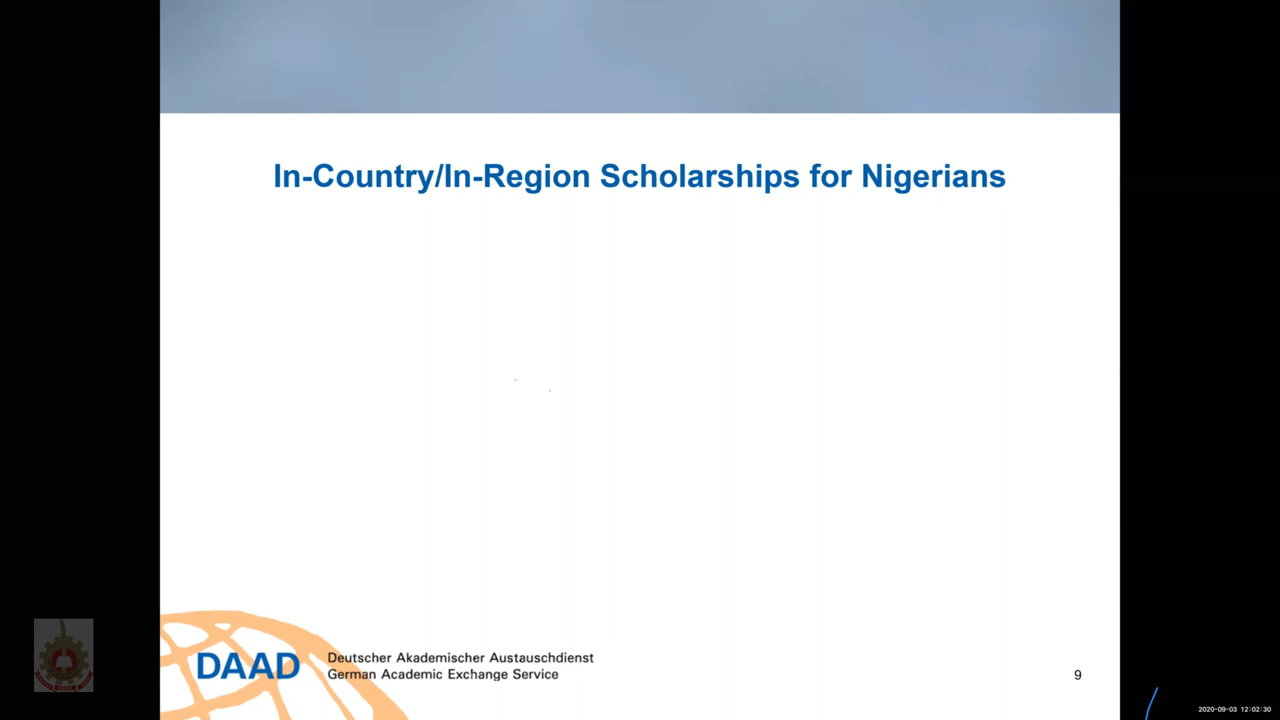 In-Country/In-Region Scholarships for Nigerians
DAAD
Deutscher Akademischer Austauschdienst
German Academic Exchange Service
9
2020-09-03 12:02:30